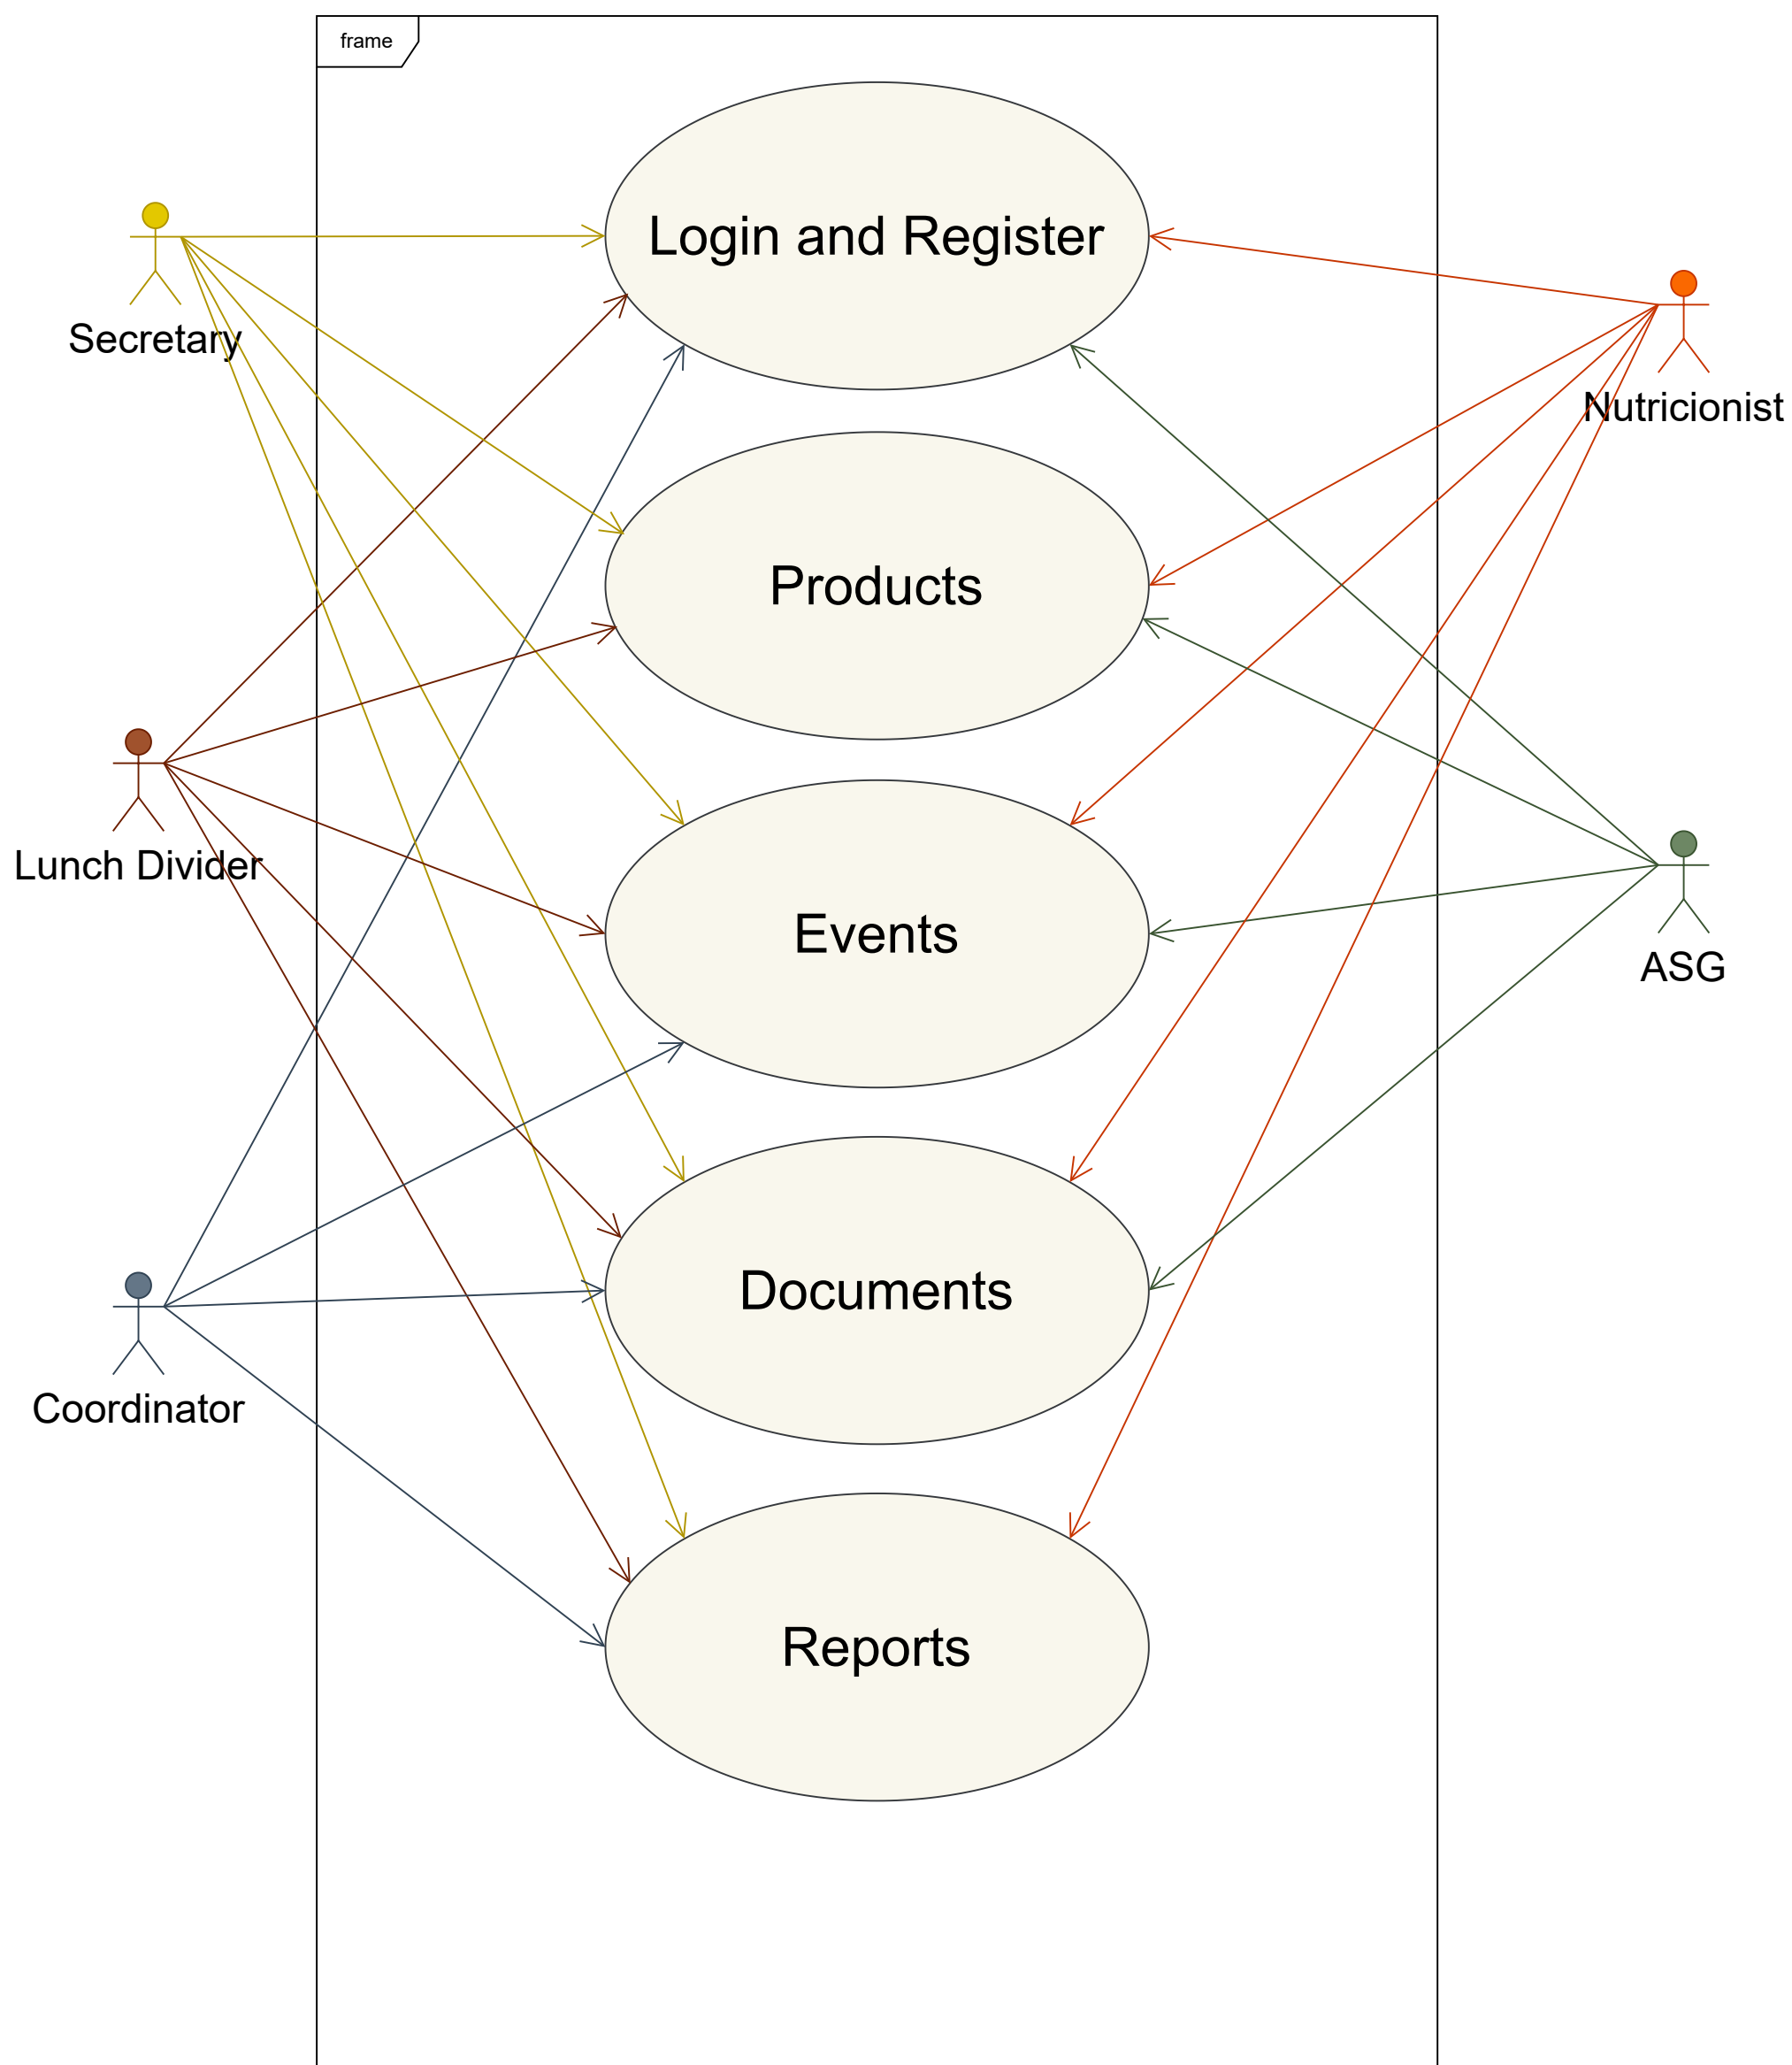 frame
Login and Register
Secretary
Nutricionist
Products
Lunch Divider
Events
ASG
Documents
Coordinator
Reports